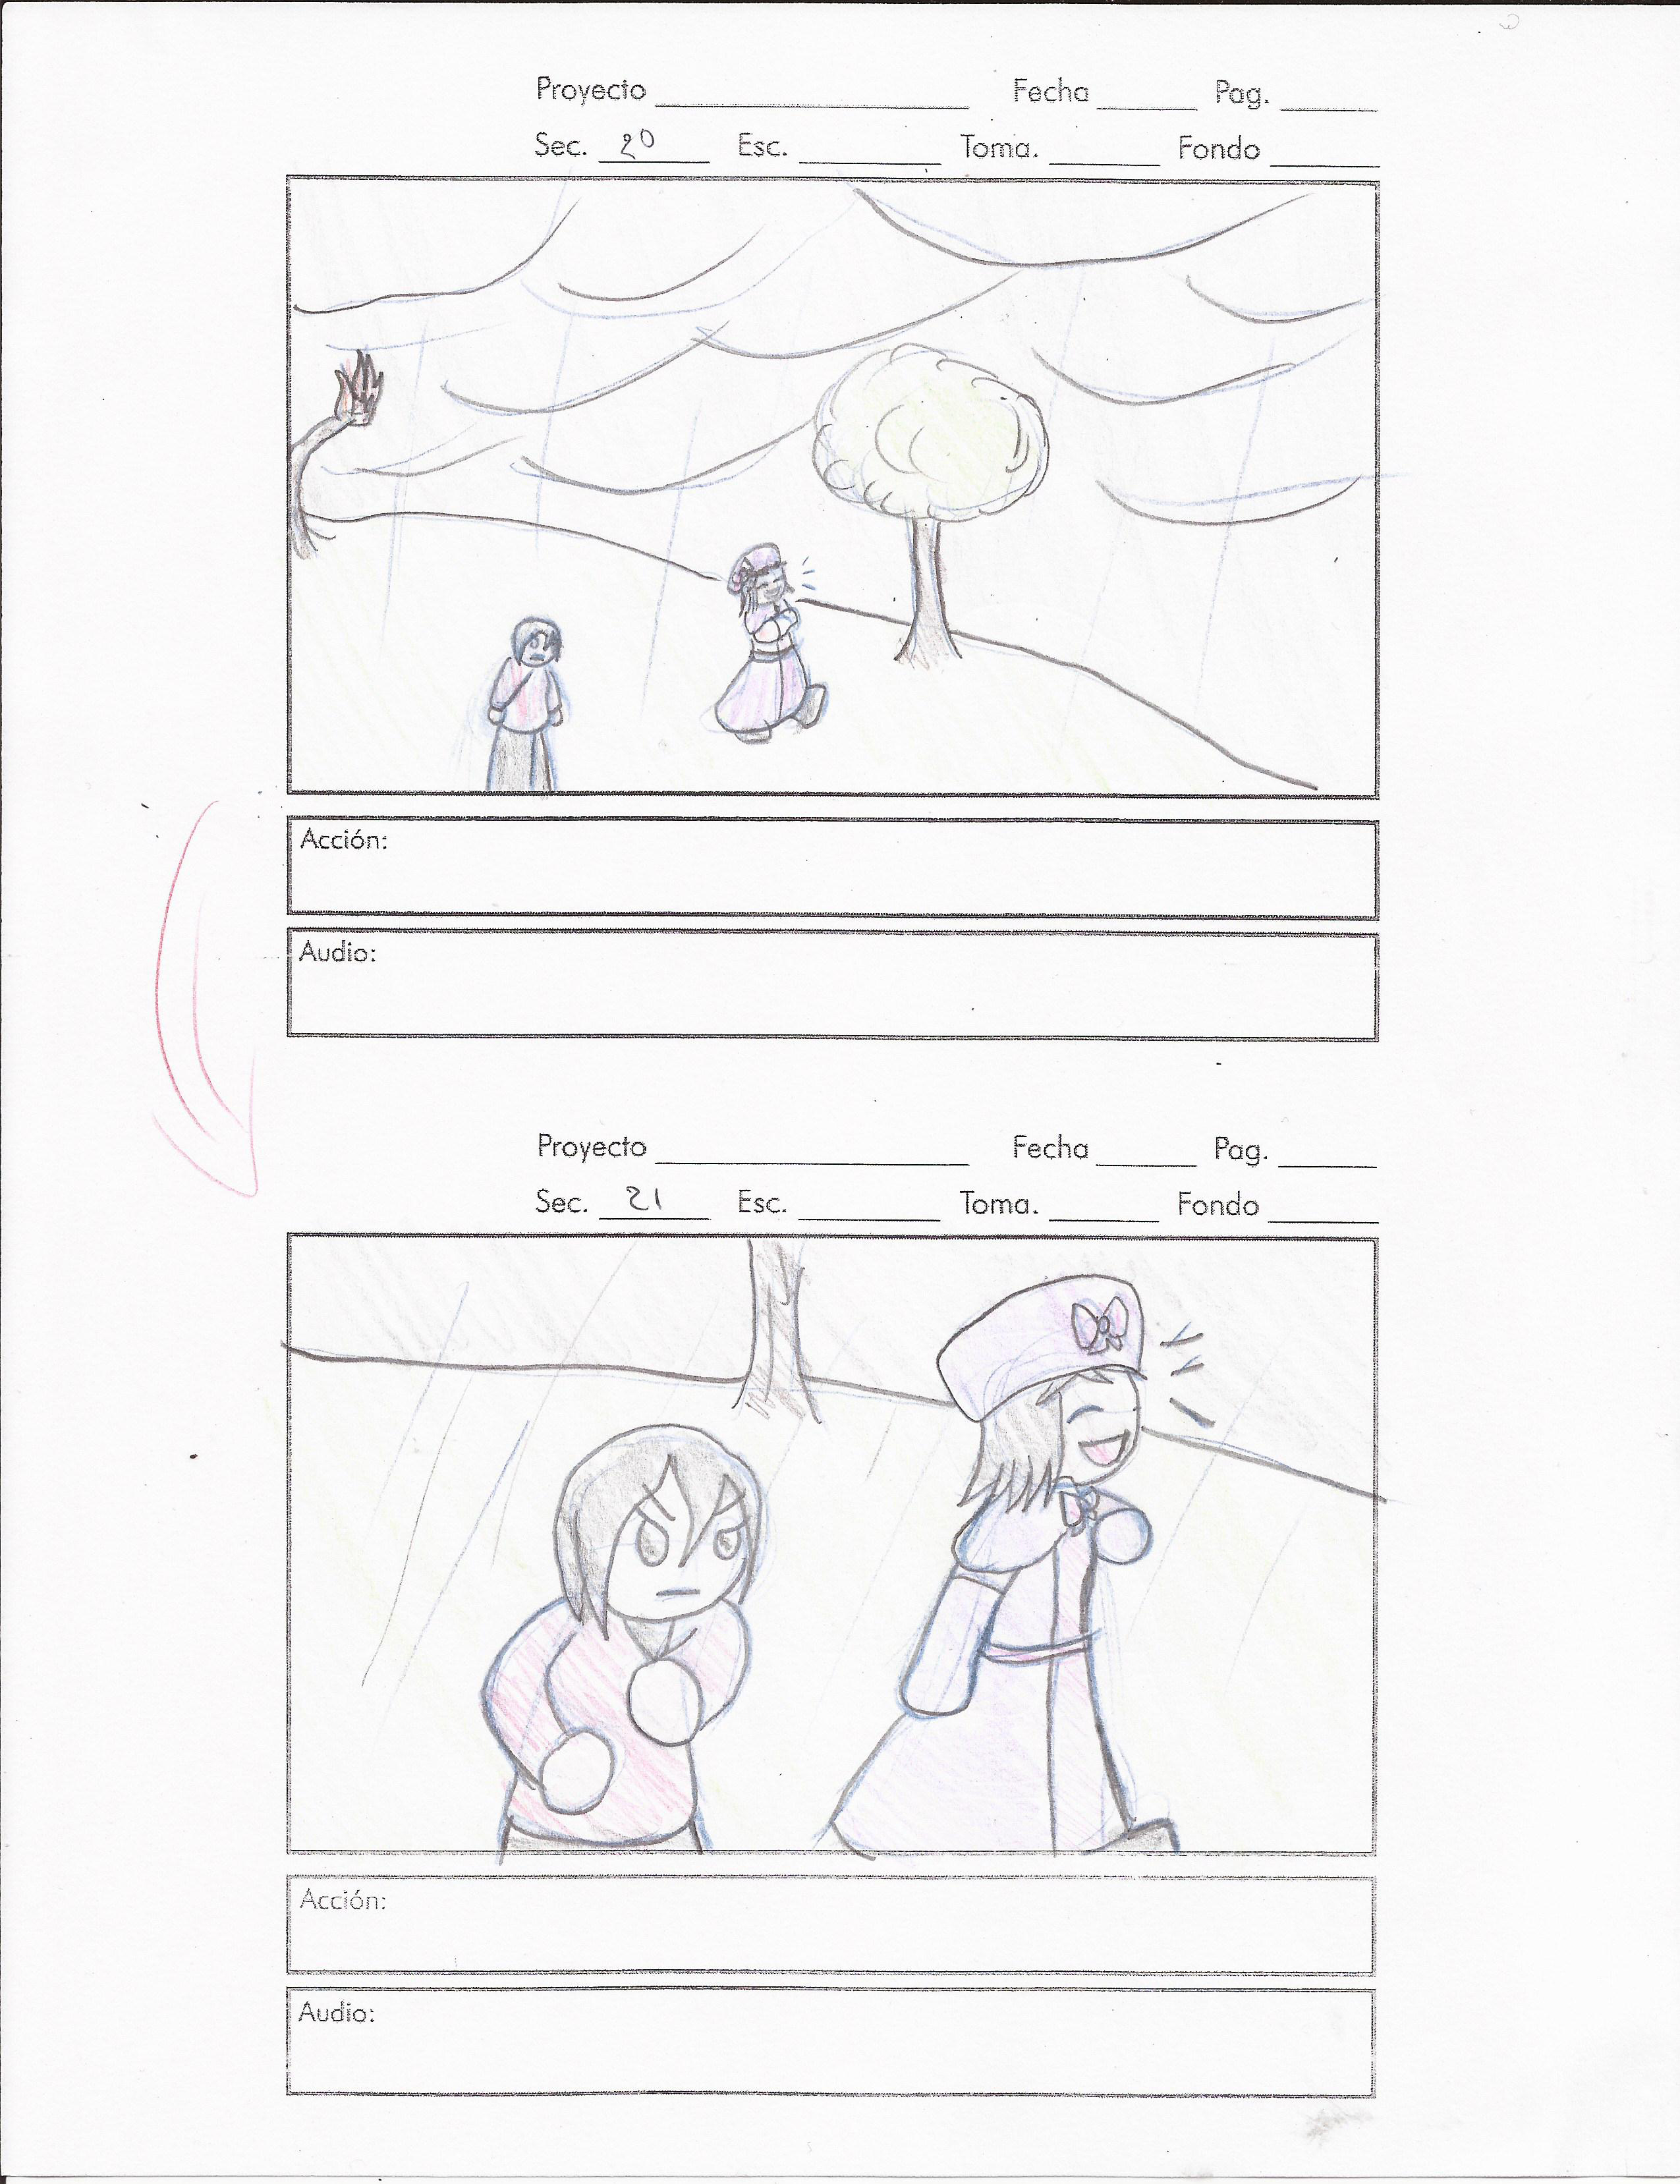 Proyecto Fecha Pag.
Sec. 20 Esc. Toma. Fondo
Acción:
Audio:
Proyecto Fecha Pag.
Sec. 21 Esc. Toma. Fondo
Acción:
Audio: